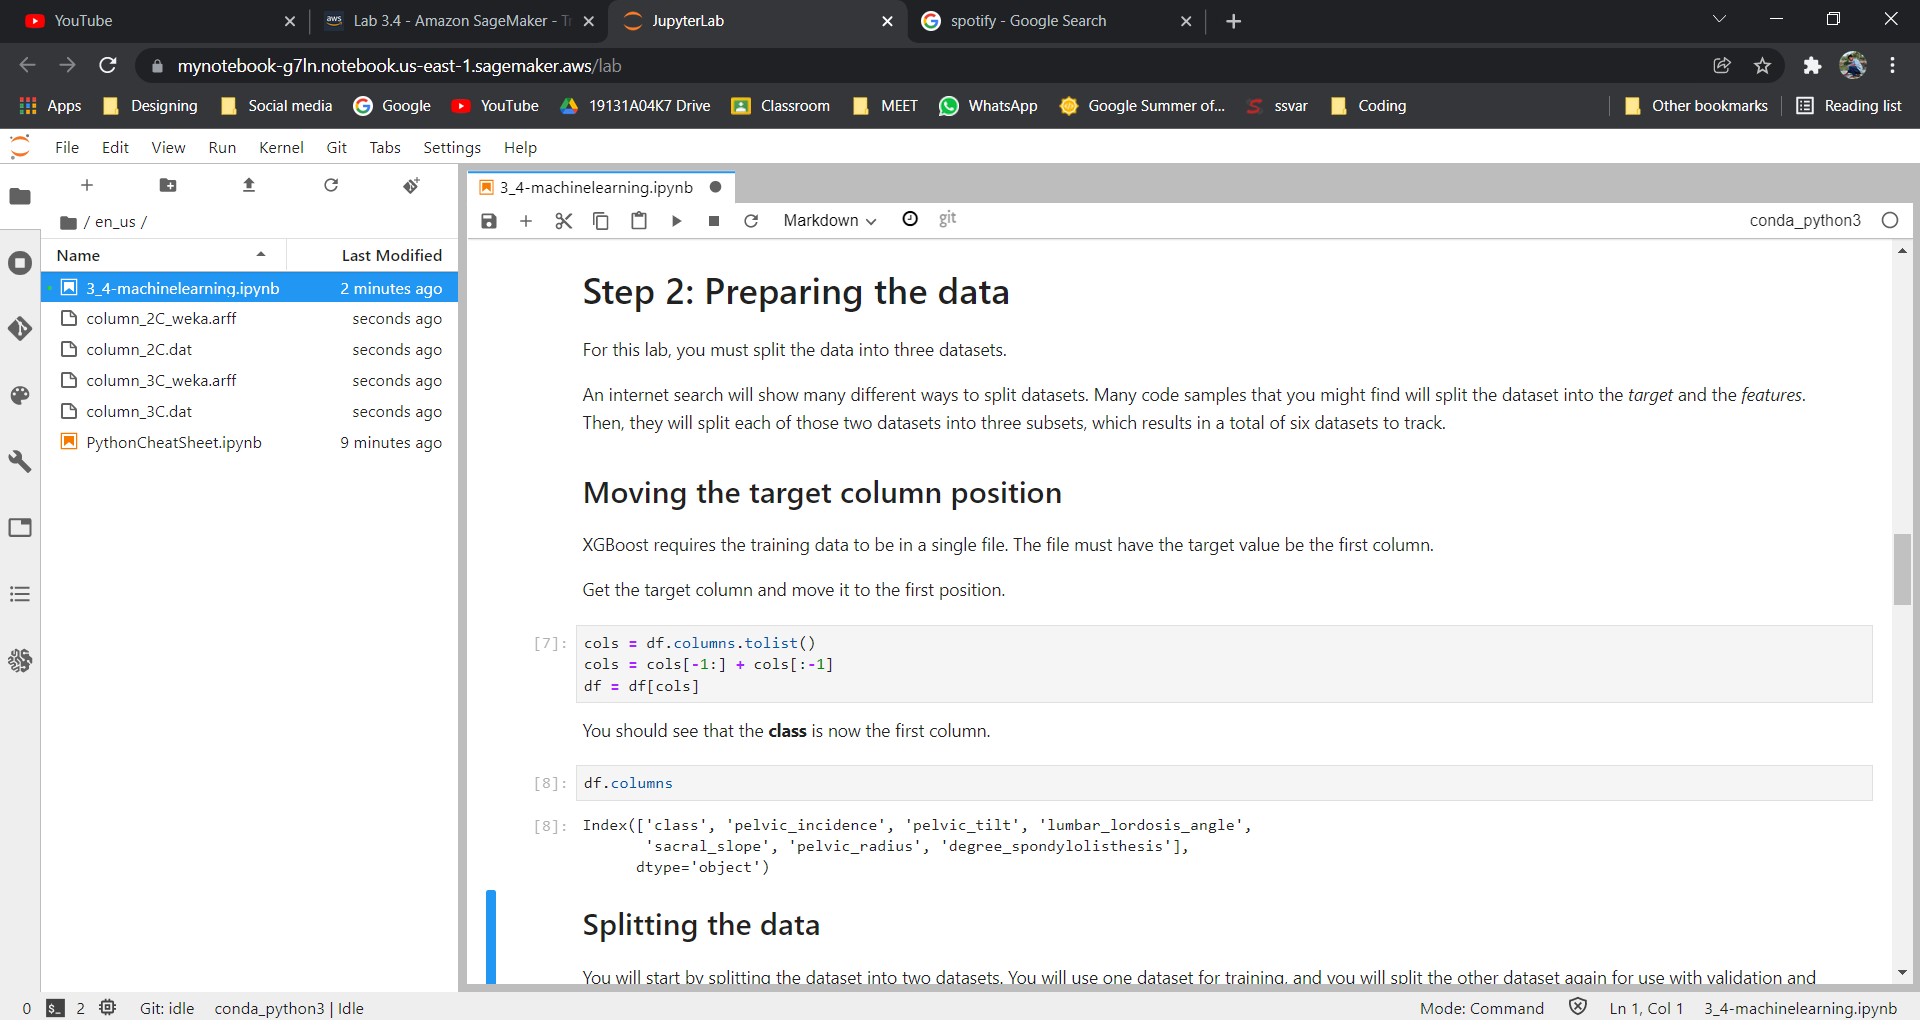 YouTube
Lab 3.4 - Amazon SageMaker - T
JupyterLab
spotify - Google Search
mynotebook-g7ln.notebook.us-east-1.sagemaker.aws/lab
Apps Designing Social media Google YouTube 19131A04K7 Drive Classroom MEET WhatsApp Google Summer of... ssvar Coding Other bookmarks Reading list
File Edit View Run Kernel Git Tabs Settings Help
/ en_us /
Name Last Modified
3_4-machinelearning.ipynb 2 minutes ago
column_2C_weka.arff seconds ago
column_2C.dat seconds ago
column_3C_weka.arff seconds ago
column_3C.dat seconds ago
PythonCheatSheet.ipynb 9 minutes ago
3_4-machinelearning.ipynb
Markdown git conda_python3
Step 2: Preparing the data
For this lab, you must split the data into three datasets.
An internet search will show many different ways to split datasets. Many code samples that you might find will split the dataset into the target and the features.
Then, they will split each of those two datasets into three subsets, which results in a total of six datasets to track.
Moving the target column position
XGBoost requires the training data to be in a single file. The file must have the target value be the first column.
Get the target column and move it to the first position.
[7]: cols = df.columns.tolist()
cols = cols[-1:] + cols[:-1]
df = df[cols]
You should see that the class is now the first column.
[8]: df.columns
[8]: Index(['class', 'pelvic_incidence', 'pelvic_tilt', 'lumbar_lordosis_angle',
'sacral_slope', 'pelvic_radius', 'degree_spondylolisthesis'],
dtype='object')
Splitting the data
You will start by splitting the dataset into two datasets. You will use one dataset for training, and you will split the other dataset again for use with validation and
0 $_ 2 Git: idle conda_python3 | Idle Mode: Command Ln 1, Col 1 3_4-machinelearning.ipynb